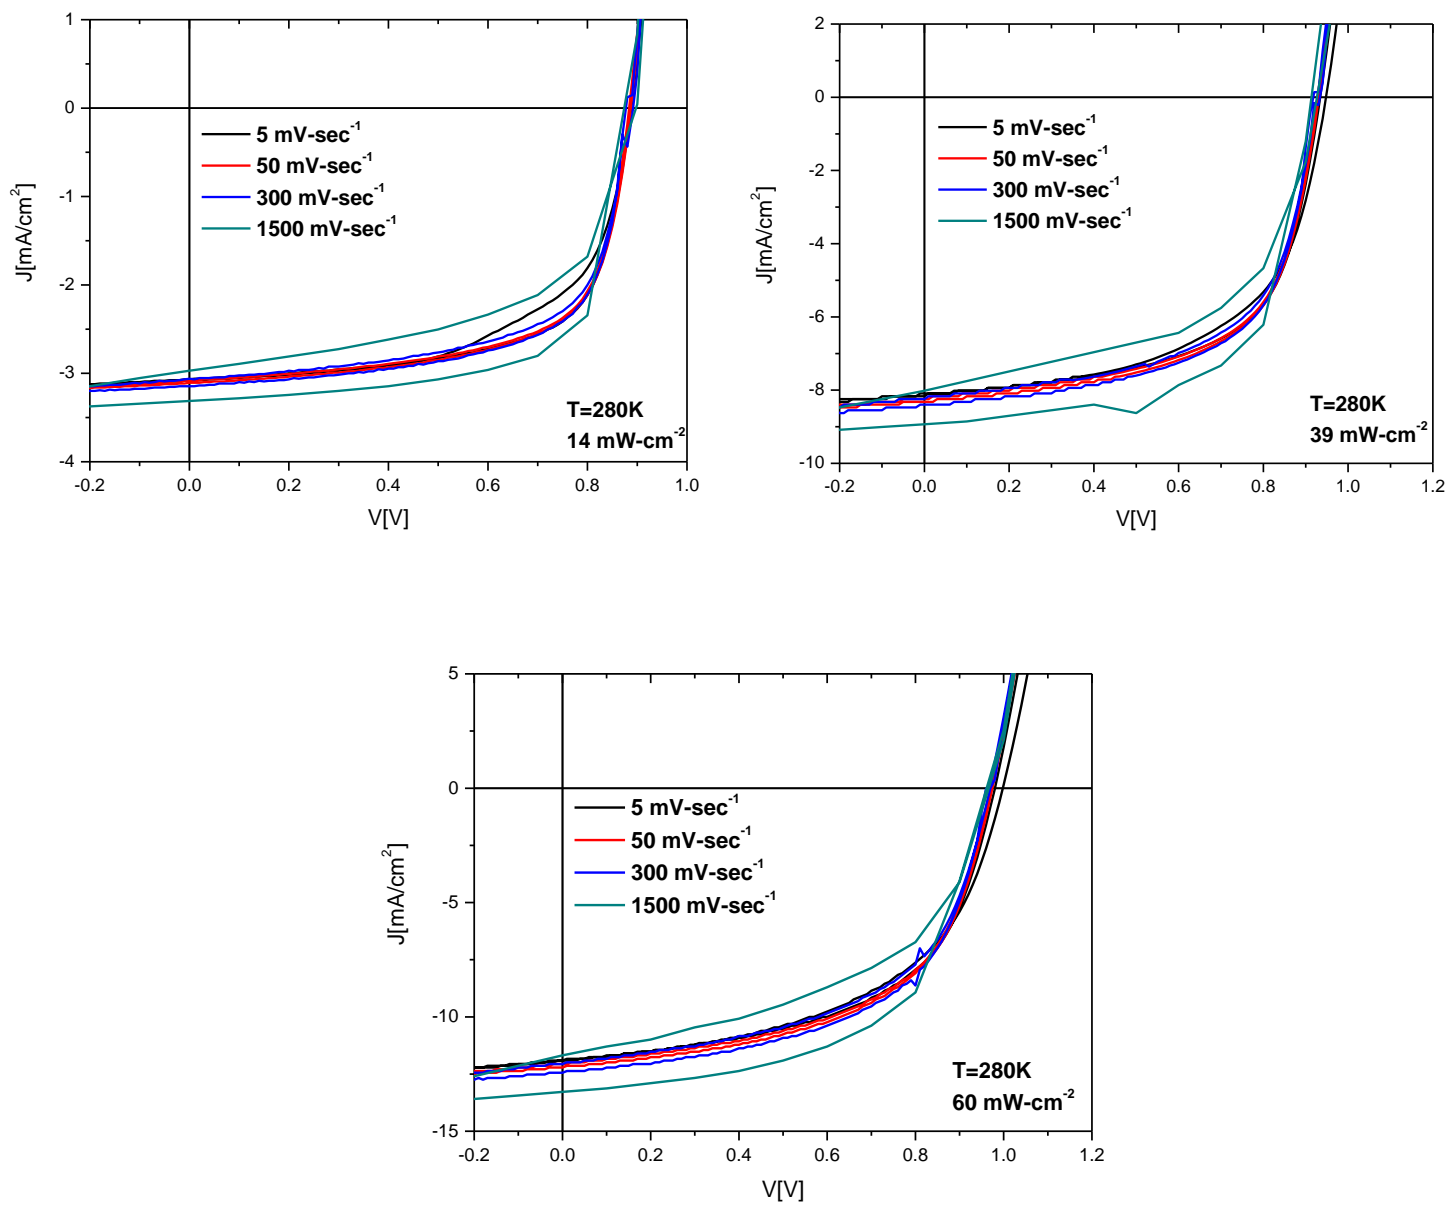 1
0
-1
-2
-3
-4
J[mA/cm²]
5 mV-sec⁻¹
50 mV-sec⁻¹
300 mV-sec⁻¹
1500 mV-sec⁻¹
T=280K
14 mW-cm⁻²
-0.2 0.0 0.2 0.4 0.6 0.8 1.0
V[V]
2
0
-2
-4
-6
-8
-10
J[mA/cm²]
5 mV-sec⁻¹
50 mV-sec⁻¹
300 mV-sec⁻¹
1500 mV-sec⁻¹
T=280K
39 mW-cm⁻²
-0.2 0.0 0.2 0.4 0.6 0.8 1.0 1.2
V[V]
5
0
-5
-10
-15
J[mA/cm²]
5 mV-sec⁻¹
50 mV-sec⁻¹
300 mV-sec⁻¹
1500 mV-sec⁻¹
T=280K
60 mW-cm⁻²
-0.2 0.0 0.2 0.4 0.6 0.8 1.0 1.2
V[V]